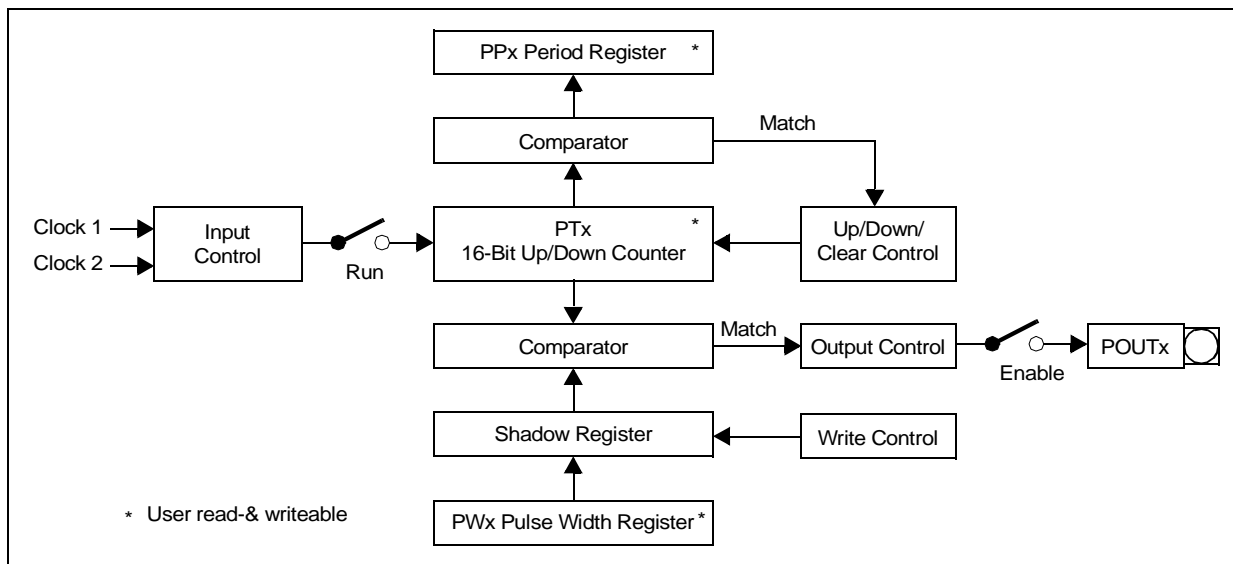 PPx Period Register *
Comparator
Match
Clock 1
Clock 2
Input
Control
Run
PTx *
16-Bit Up/Down Counter
Up/Down/
Clear Control
Comparator
Match
Output Control
Enable
POUTx
Shadow Register
Write Control
* User read-& writeable
PWx Pulse Width Register *